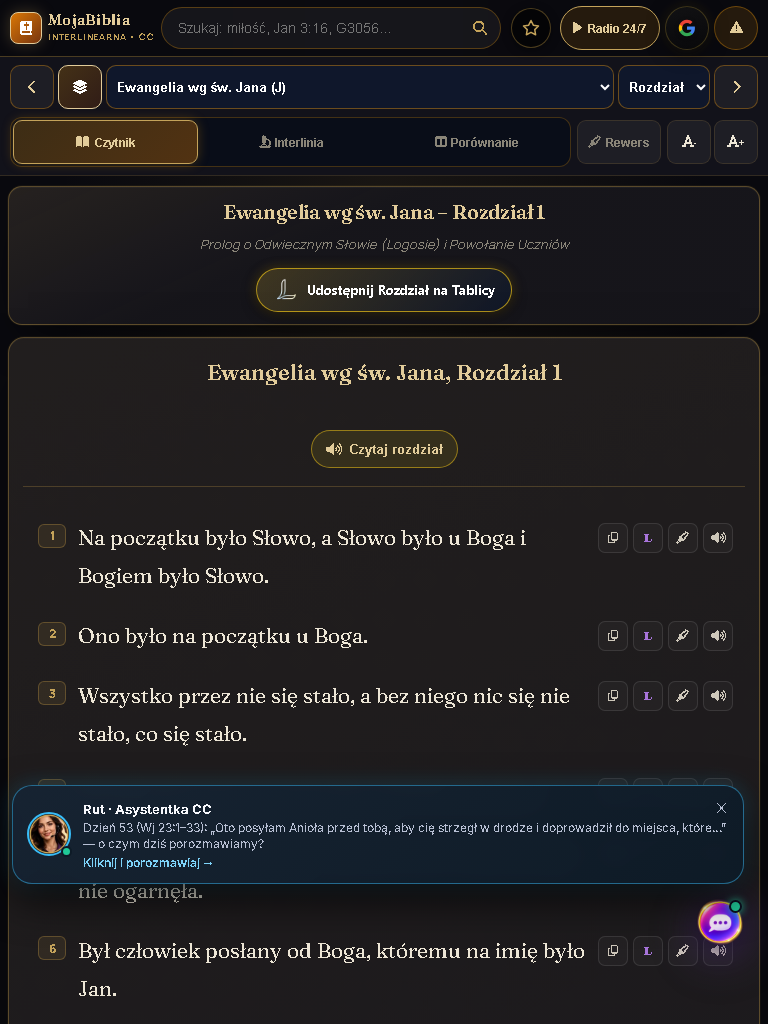 MojaBiblia
INTERLINEARNA • CC
Szukaj: miłość, Jan 3:16, G3056...
Radio 24/7
Ewangelia wg św. Jana (J)
Rozdział
Czytnik
Interlinia
Porównanie
Rewers
A-
A+
Ewangelia wg św. Jana – Rozdział 1
Prolog o Odwiecznym Słowie (Logosie) i Powołanie Uczniów
Udostępnij Rozdział na Tablicy
Ewangelia wg św. Jana, Rozdział 1
Czytaj rozdział
1 Na początku było Słowo, a Słowo było u Boga i L
Bogiem było Słowo.
2 Ono było na początku u Boga. L
3 Wszystko przez nie się stało, a bez niego nic się nie L
stało, co się stało.
Rut · Asystentka CC
Dzień 53 (Wj 23:1–33): „Oto posyłam Anioła przed tobą, aby cię strzegł w drodze i doprowadził do miejsca, które..."
— o czym dziś porozmawiamy?
Kliknij i porozmawiaj →
nie ogarnęła.
6 Był człowiek posłany od Boga, któremu na imię było L
Jan.